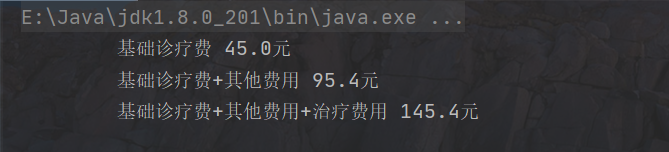 E:\Java\jdk1.8.0_201\bin\java.exe ...
基础诊疗费 45.0元
基础诊疗费+其他费用 95.4元
基础诊疗费+其他费用+治疗费用 145.4元